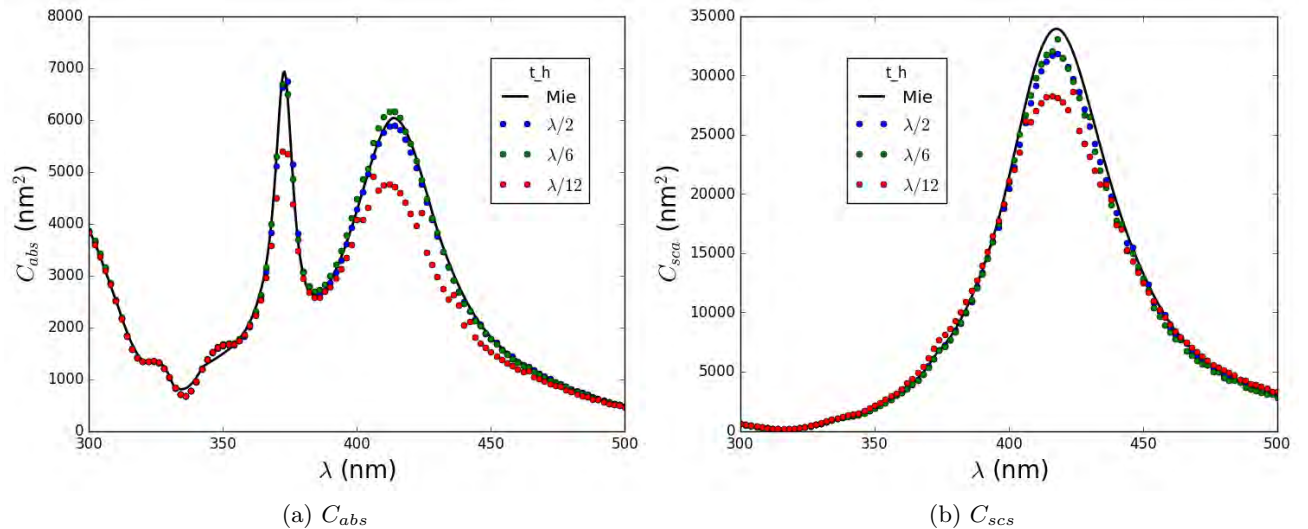 8000
7000
6000
5000
4000
3000
2000
1000
0
C_abs (nm²)
300
350
400
450
500
λ (nm)
t_h
Mie
λ/2
λ/6
λ/12
(a) C_abs
35000
30000
25000
20000
15000
10000
5000
0
C_sca (nm²)
300
350
400
450
500
λ (nm)
t_h
Mie
λ/2
λ/6
λ/12
(b) C_scs